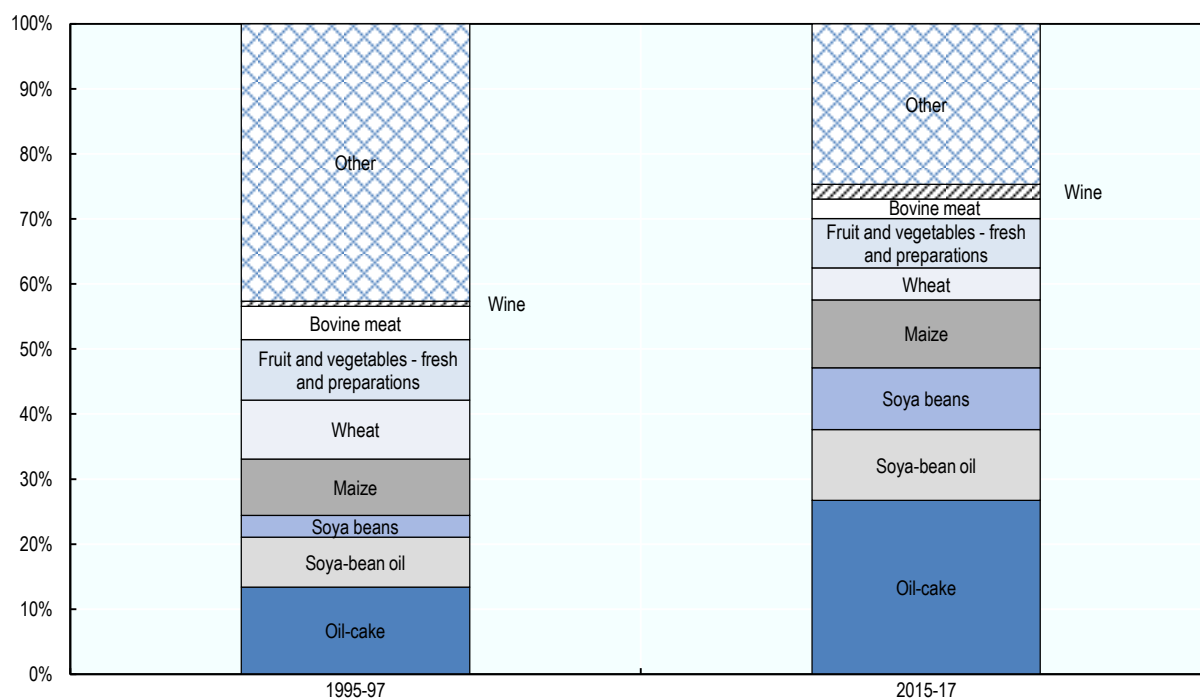 100%
90%
80%
70%
60%
50%
40%
30%
20%
10%
0%
Other
Wine
Bovine meat
Fruit and vegetables - fresh
and preparations
Wheat
Maize
Soya beans
Soya-bean oil
Oil-cake
1995-97
Other
Wine
Bovine meat
Fruit and vegetables - fresh
and preparations
Wheat
Maize
Soya beans
Soya-bean oil
Oil-cake
2015-17